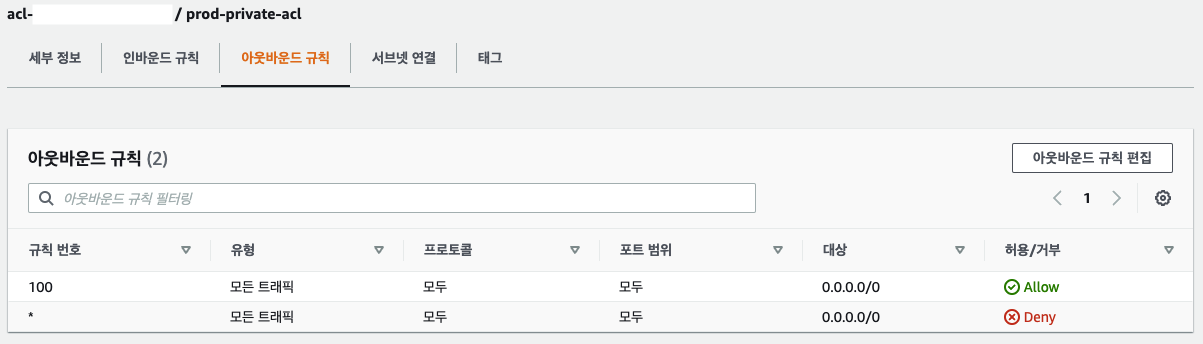 acl- / prod-private-acl
세부 정보 인바운드 규칙 아웃바운드 규칙 서브넷 연결 태그
아웃바운드 규칙 (2) 아웃바운드 규칙 편집
아웃바운드 규칙 필터링 1
규칙 번호 유형 프로토콜 포트 범위 대상 허용/거부
100 모든 트래픽 모두 모두 0.0.0.0/0 Allow
* 모든 트래픽 모두 모두 0.0.0.0/0 Deny